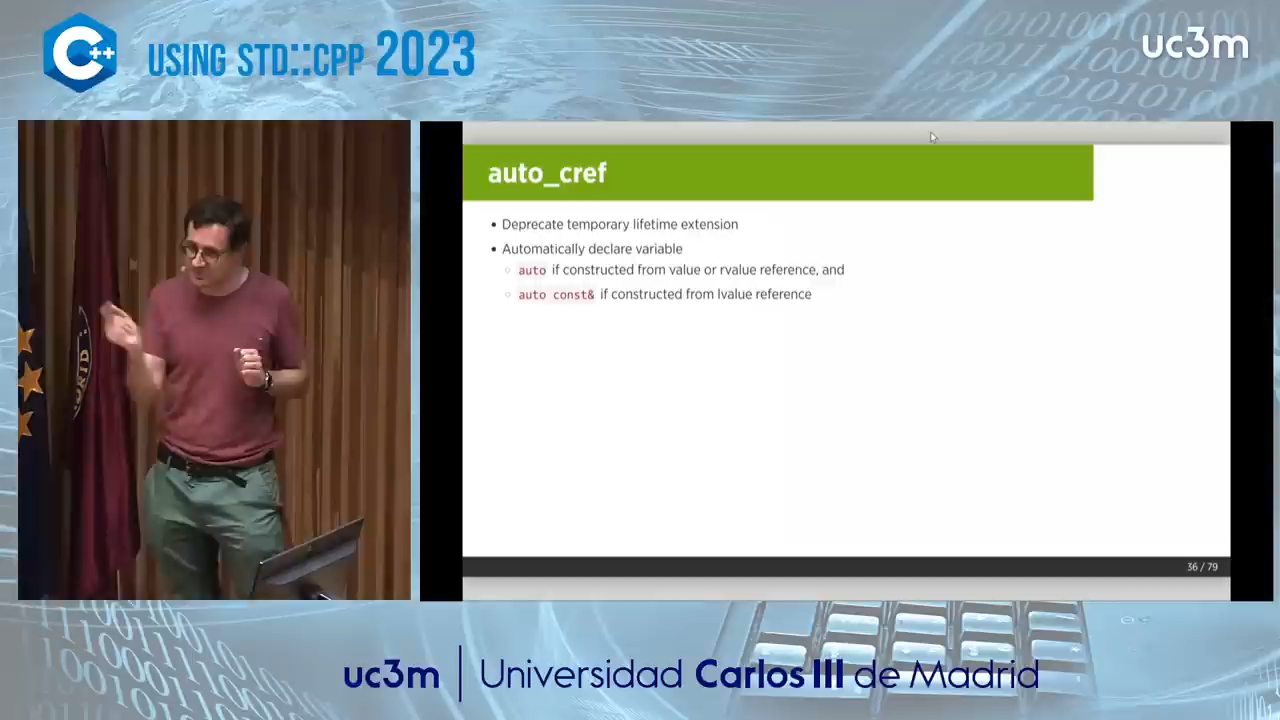 C++
USING STD::CPP 2023
uc3m
auto_cref
• Deprecate temporary lifetime extension
• Automatically declare variable
○ auto if constructed from value or rvalue reference, and
○ auto const& if constructed from lvalue reference
36 / 79
uc3m | Universidad Carlos III de Madrid